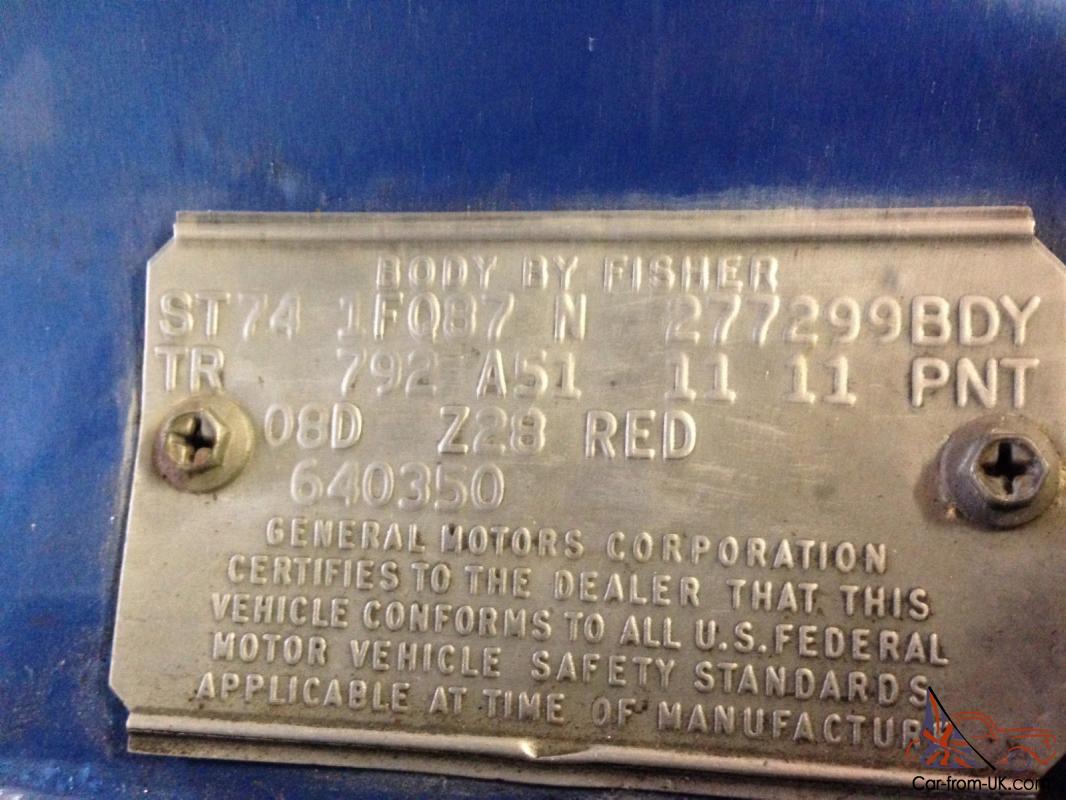 BODY BY FISHER
ST74 1FQ87 N 277299BDY
TR 792 A51 11 11 PNT
08D Z28 RED
640350
GENERAL MOTORS CORPORATION
CERTIFIES TO THE DEALER THAT THIS
VEHICLE CONFORMS TO ALL U.S. FEDERAL
MOTOR VEHICLE SAFETY STANDARDS
APPLICABLE AT TIME OF MANUFACTURE
Car-from-UK.com